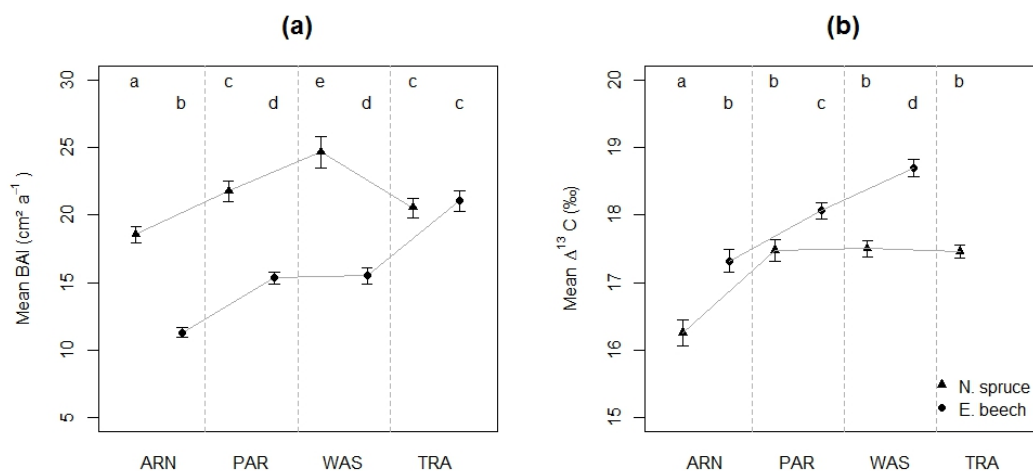 (a)
Mean BAI (cm² a⁻¹)
30
25
20
15
10
5
a c e c
b d d c
ARN PAR WAS TRA
(b)
Mean Δ¹³ C (‰)
20
19
18
17
16
15
a b b b
b c d
N. spruce
E. beech
ARN PAR WAS TRA